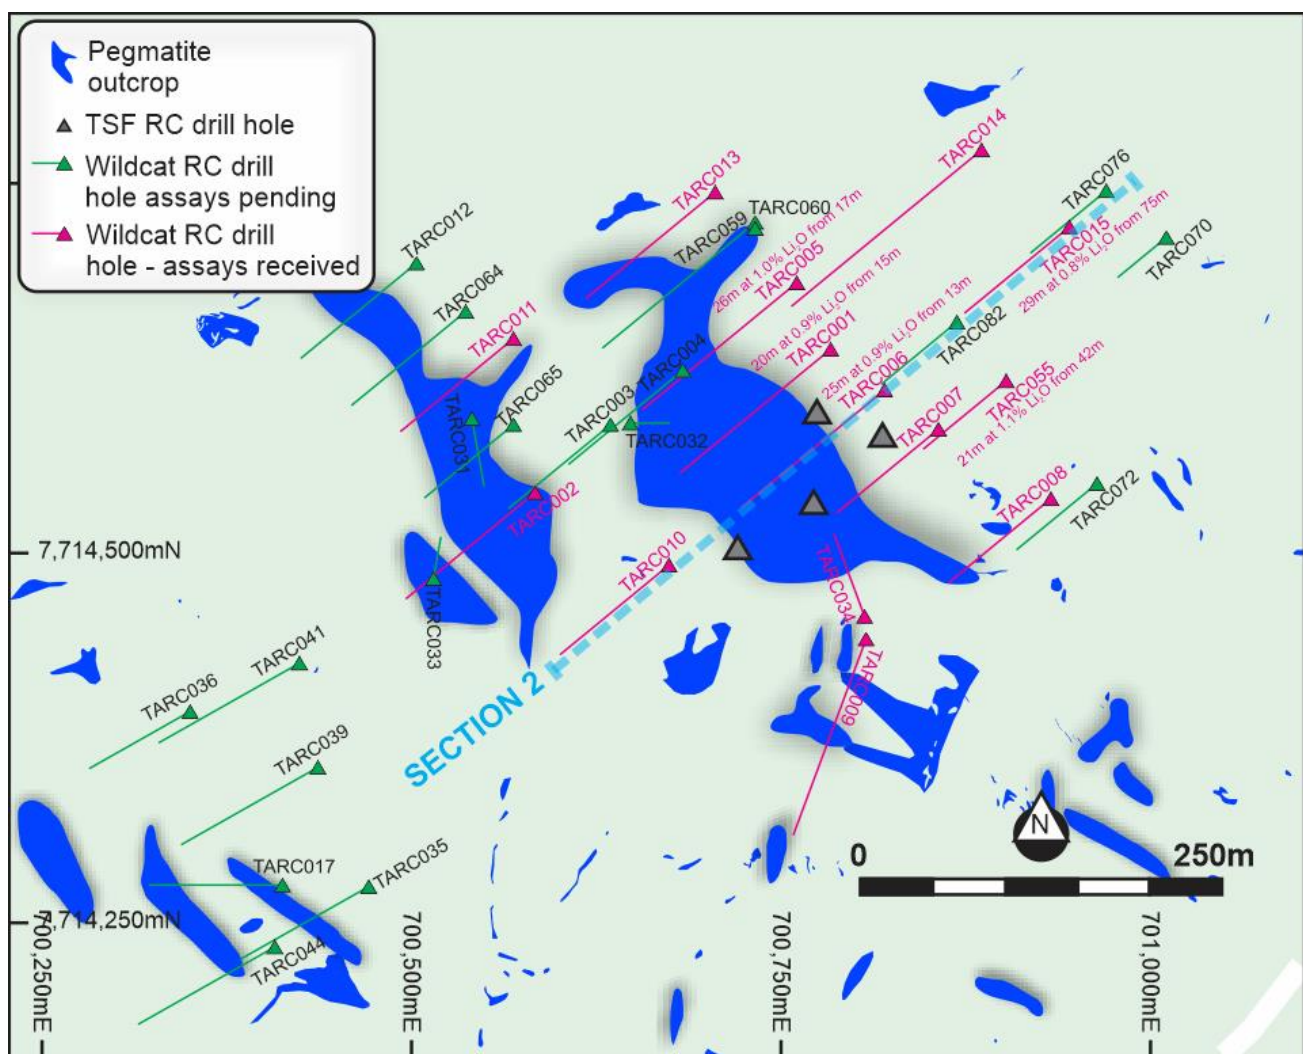 Pegmatite
outcrop
TSF RC drill hole
Wildcat RC drill
hole assays pending
Wildcat RC drill
hole - assays received
TARC014
TARC013
TARC076
TARC060
TARC012
TARC059
26m at 1.0% Li₂O from 17m
TARC015
29m at 0.8% Li₂O from 75m
TARC070
TARC005
TARC064
TARC011
20m at 0.9% Li₂O from 15m
TARC001
25m at 0.9% Li₂O from 13m
TARC082
TARC004
TARC006
TARC055
21m at 1.1% Li₂O from 42m
TARC065
TARC003
TARC007
TARC031
TARC032
TARC002
TARC008
TARC072
7,714,500mN
TARC010
TARC034
TARC033
TARC041
TARC009
TARC036
SECTION 2
TARC039
N
0 250m
TARC017
TARC035
7,714,250mN
TARC044
700,250mE
700,500mE
700,750mE
701,000mE